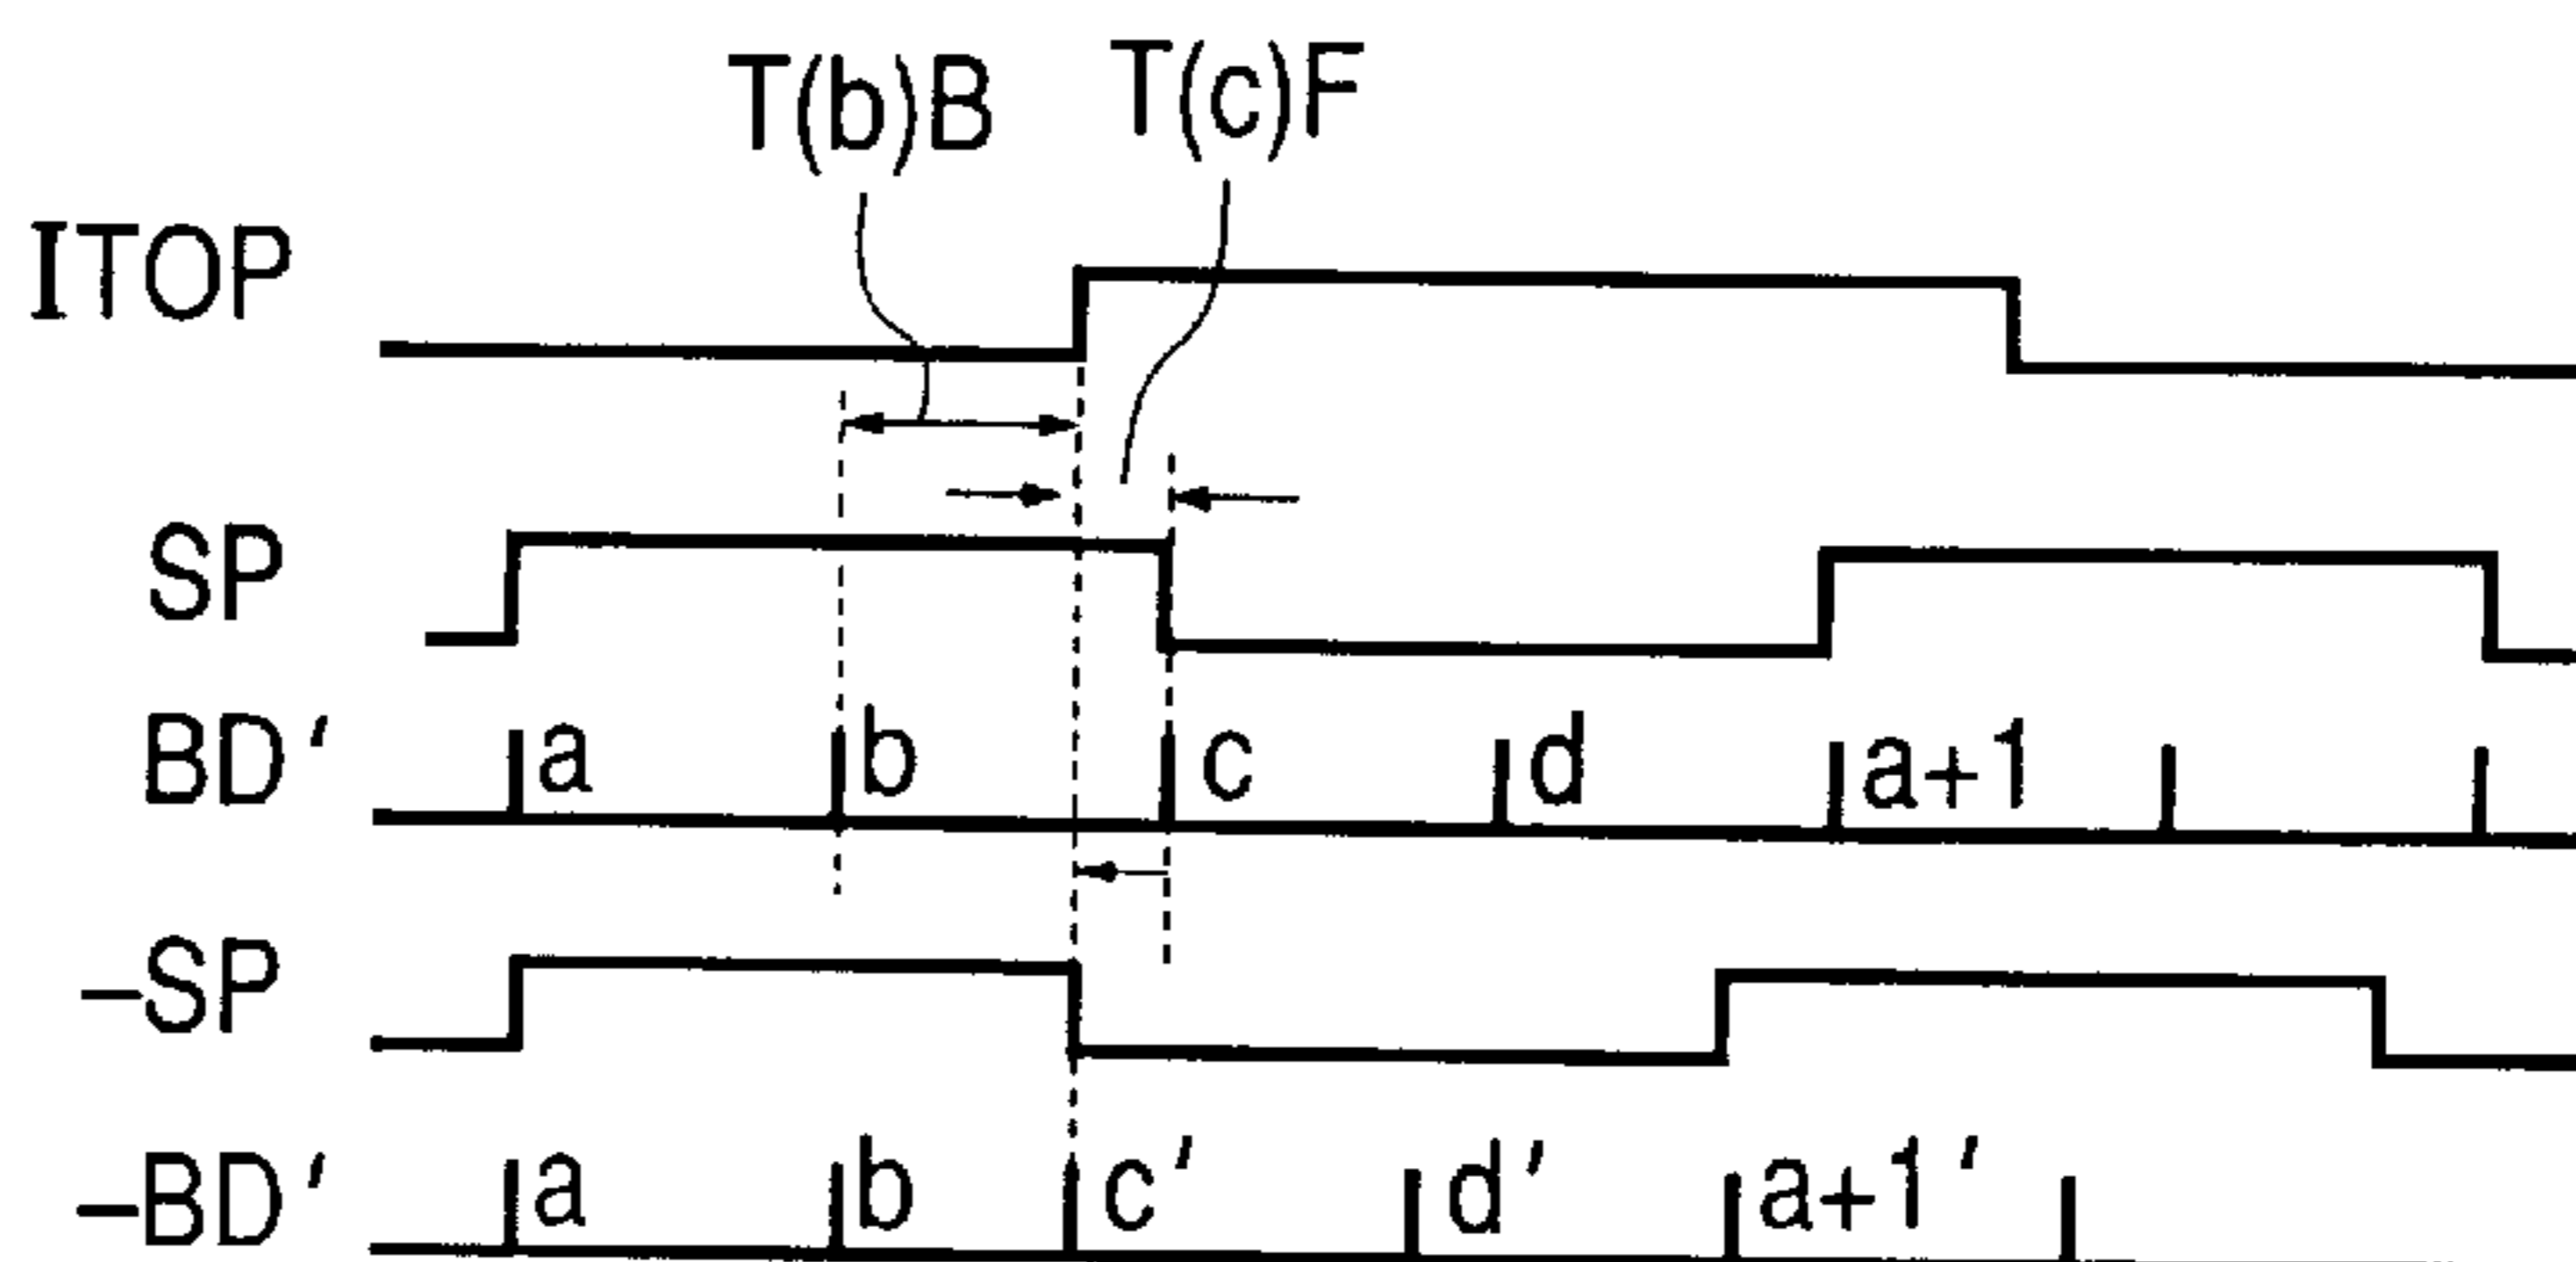 T(b)B T(c)F
ITOP
SP
BD' a b c d a+1
−SP
−BD' a b c' d' a+1'